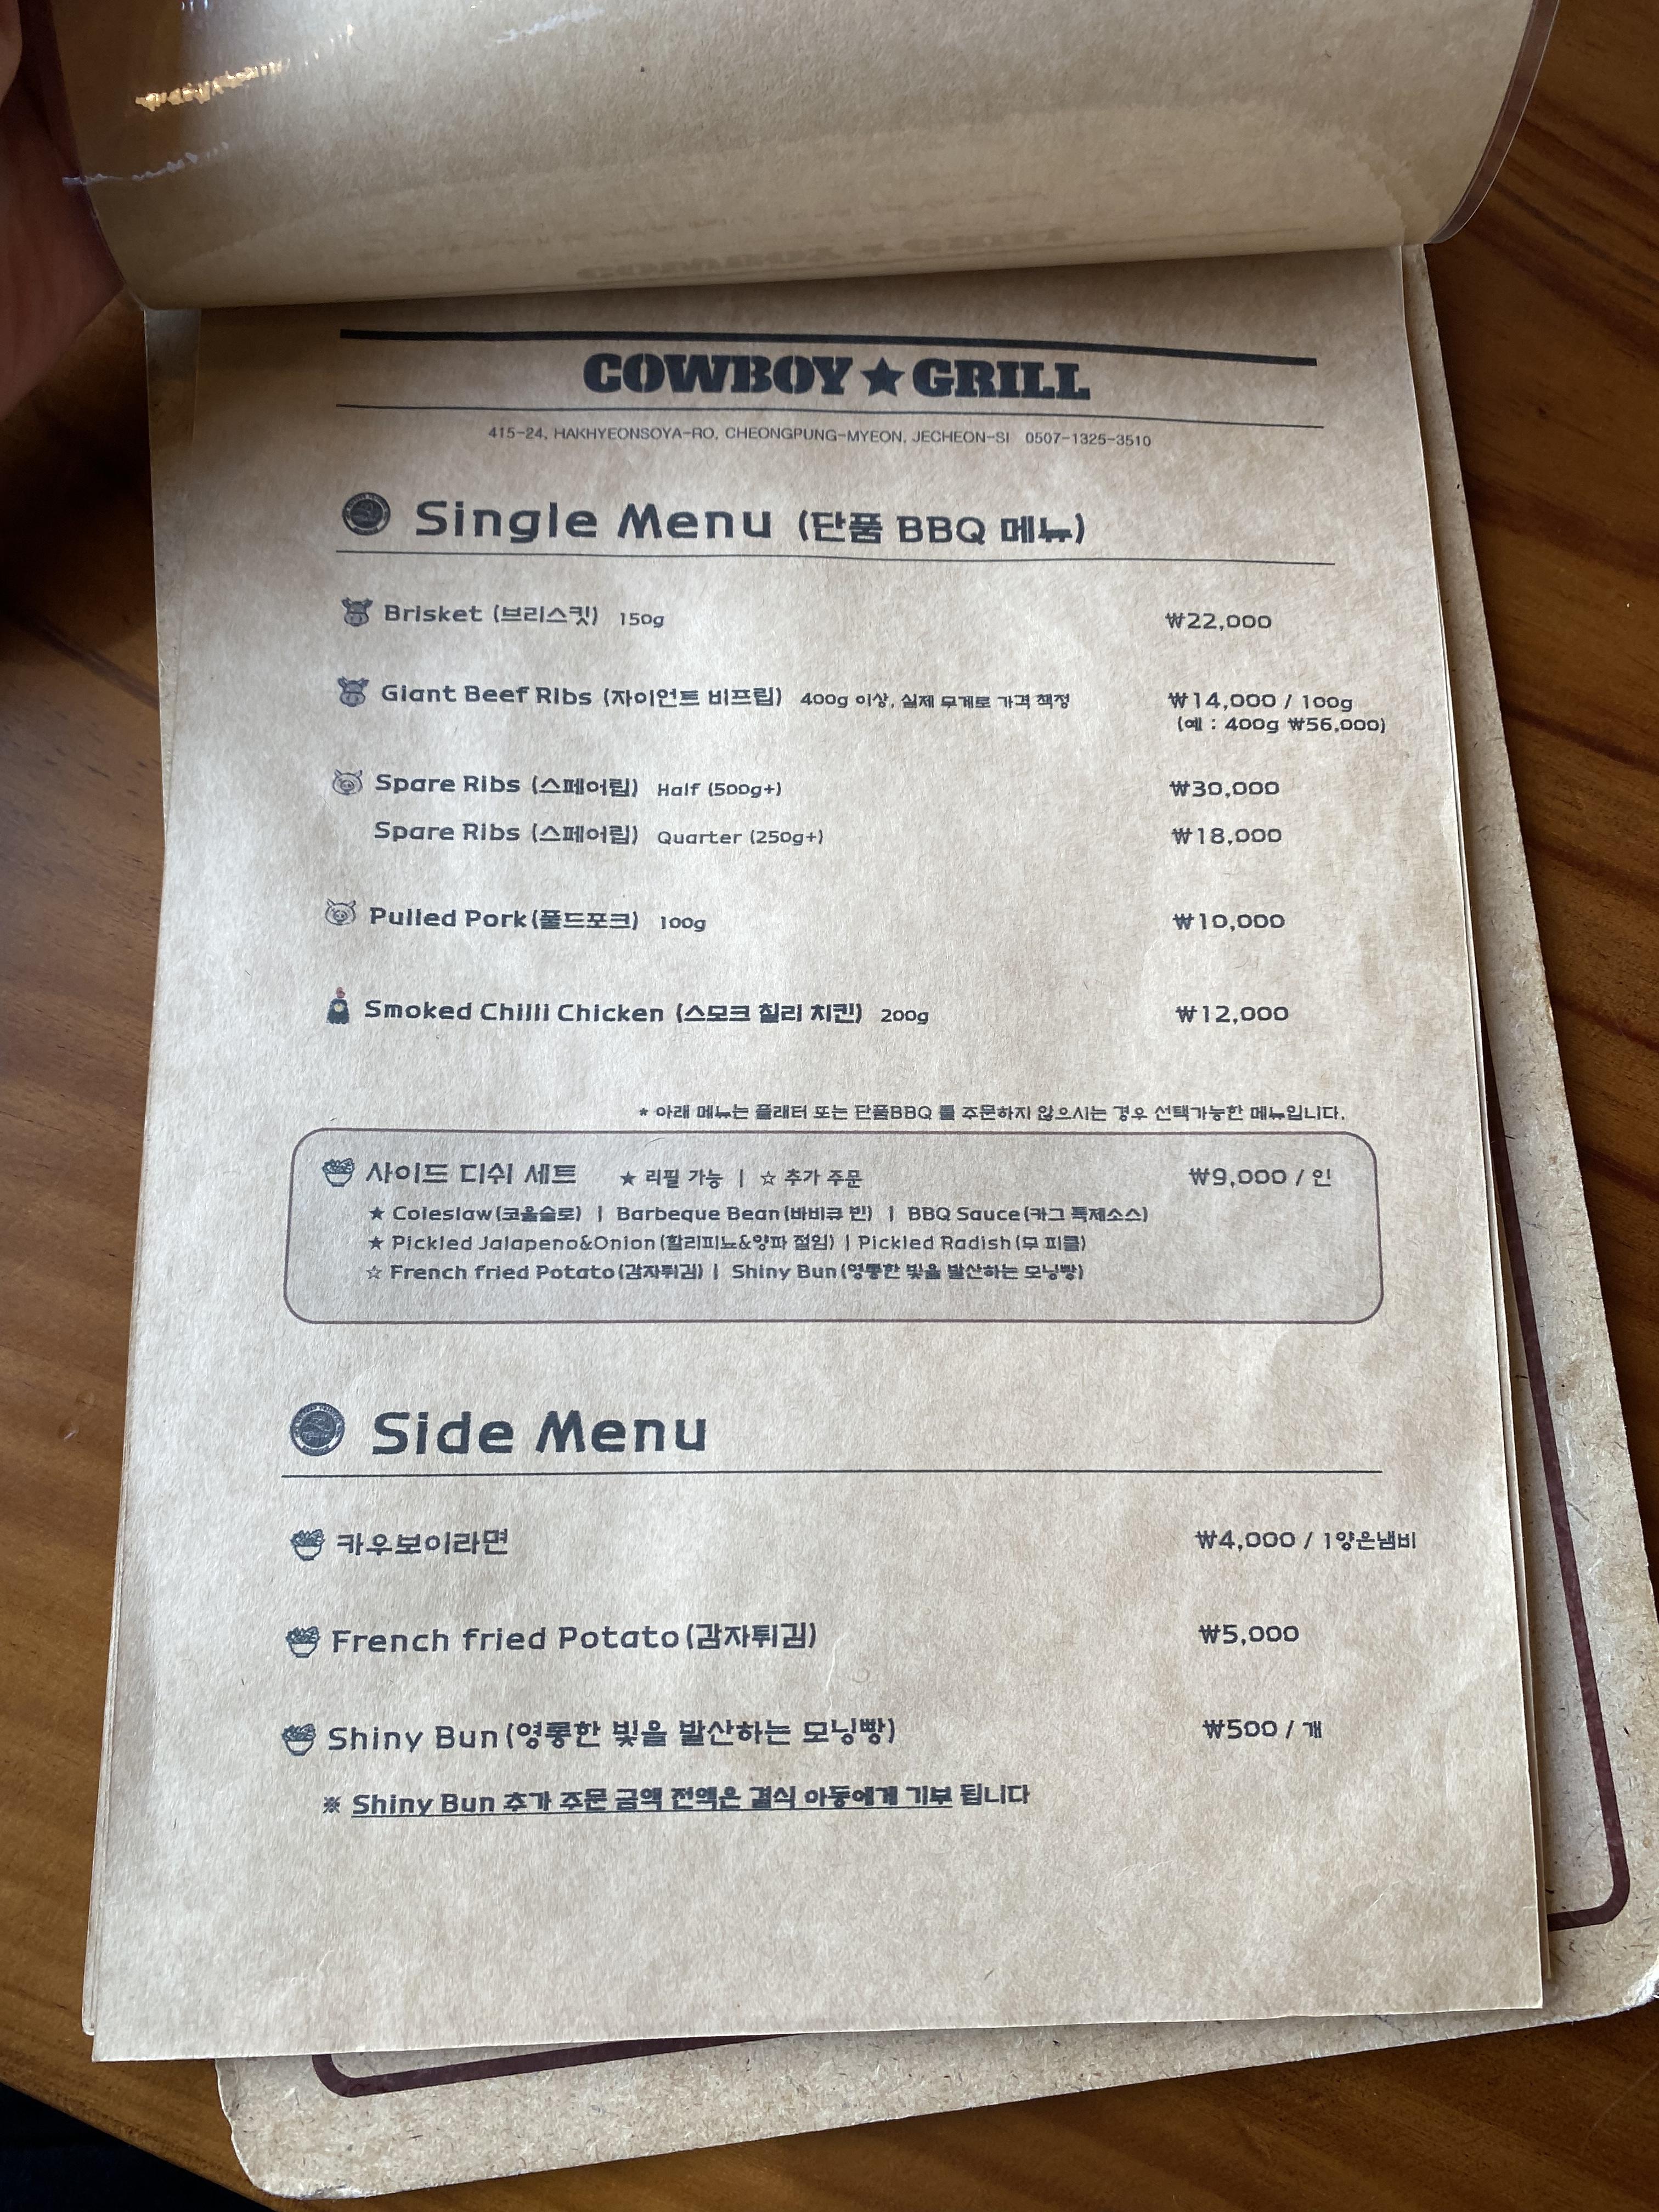 COWBOY★GRILL
415-24, HAKHYEONSOYA-RO, CHEONGPUNG-MYEON, JECHEON-SI 0507-1325-3510
Single Menu (단품 BBQ 메뉴)
Brisket (브리스킷) 150g ₩22,000
Giant Beef Ribs (자이언트 비프립) 400g 이상, 실제 무게로 가격 책정 ₩14,000 / 100g
(예 : 400g ₩56,000)
Spare Ribs (스페어립) Half (500g+) ₩30,000
Spare Ribs (스페어립) Quarter (250g+) ₩18,000
Pulled Pork(풀드포크) 100g ₩10,000
Smoked Chilli Chicken (스모크 칠리 치킨) 200g ₩12,000
* 아래 메뉴는 플래터 또는 단품BBQ 를 주문하지 않으시는 경우 선택가능한 메뉴입니다.
사이드 디쉬 세트 ★ 리필 가능 | ☆ 추가 주문 ₩9,000 / 인
★ Coleslaw(코울슬로) | Barbeque Bean(바비큐 빈) | BBQ Sauce(카그 특제소스)
★ Pickled Jalapeno&Onion(할리피뇨&양파 절임) | Pickled Radish(무 피클)
☆ French fried Potato(감자튀김) | Shiny Bun(영롱한 빛을 발산하는 모닝빵)
Side Menu
카우보이라면 ₩4,000 / 1양은냄비
French fried Potato(감자튀김) ₩5,000
Shiny Bun(영롱한 빛을 발산하는 모닝빵) ₩500 / 개
※ Shiny Bun 추가 주문 금액 전액은 결식 아동에게 기부 됩니다